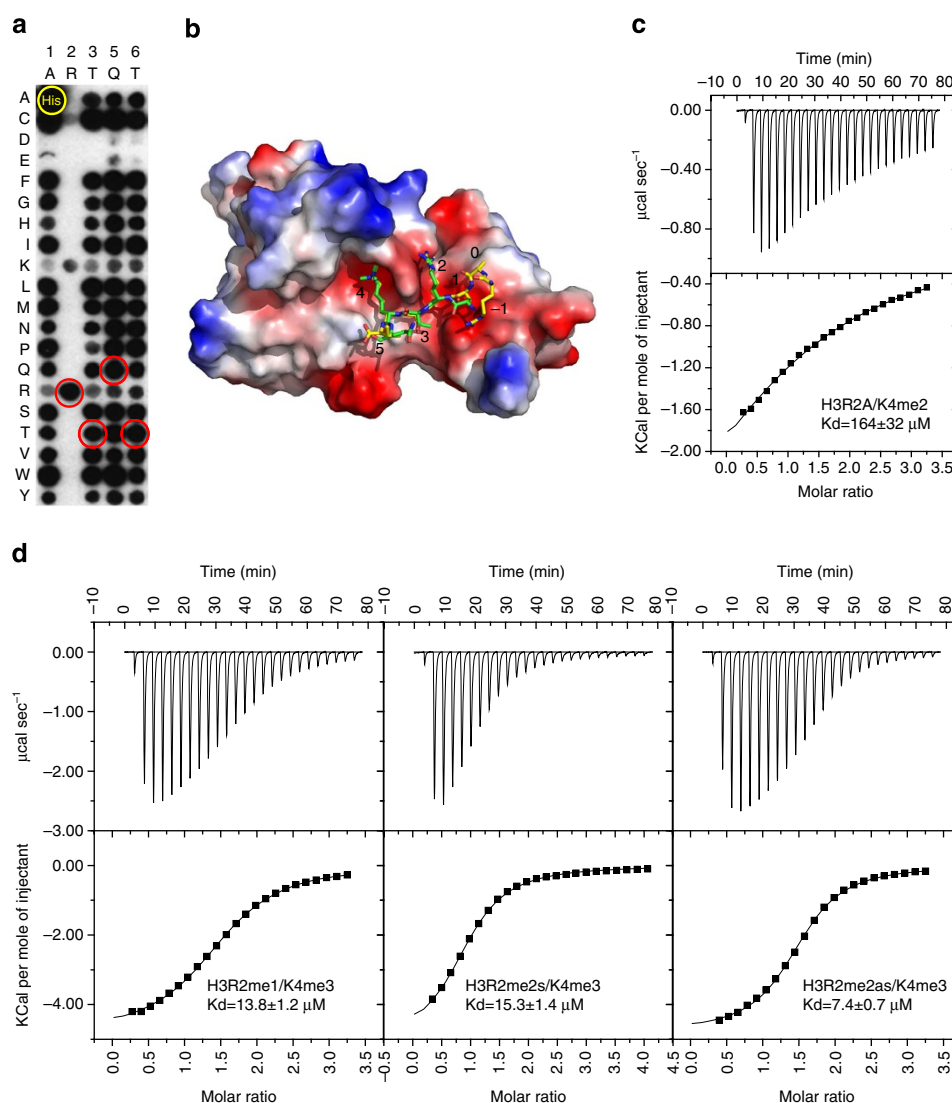 a
1 2 3 5 6
A R T Q T
A His
C
D
E
F
G
H
I
K
L
M
N
P
Q
R
S
T
V
W
Y
b
0
2
1
4
−1
3
5
c
Time (min)
−10 0 10 20 30 40 50 60 70 80
0.00
−0.40
−0.80
µcal sec−1
−0.40
−0.80
−1.20
−1.60
−2.00
KCal per mole of injectant
H3R2A/K4me2
Kd=164±32 µM
0.0 0.5 1.0 1.5 2.0 2.5 3.0 3.5
Molar ratio
d
Time (min) Time (min) Time (min)
−10 0 10 20 30 40 50 60 70 80 −10 0 10 20 30 40 50 60 70 80 −10 0 10 20 30 40 50 60 70 80
0.00
−1.00
−2.00
−3.00
µcal sec−1
0.00
−2.00
−4.00
KCal per mole of injectant
H3R2me1/K4me3 H3R2me2s/K4me3 H3R2me2as/K4me3
Kd=13.8±1.2 µM Kd=15.3±1.4 µM Kd=7.4±0.7 µM
0.0 0.5 1.0 1.5 2.0 2.5 3.0 3.5 −0.5 0.0 0.5 1.0 1.5 2.0 2.5 3.0 3.5 4.0 4.5 −0.5 0.0 0.5 1.0 1.5 2.0 2.5 3.0 3.5
Molar ratio Molar ratio Molar ratio